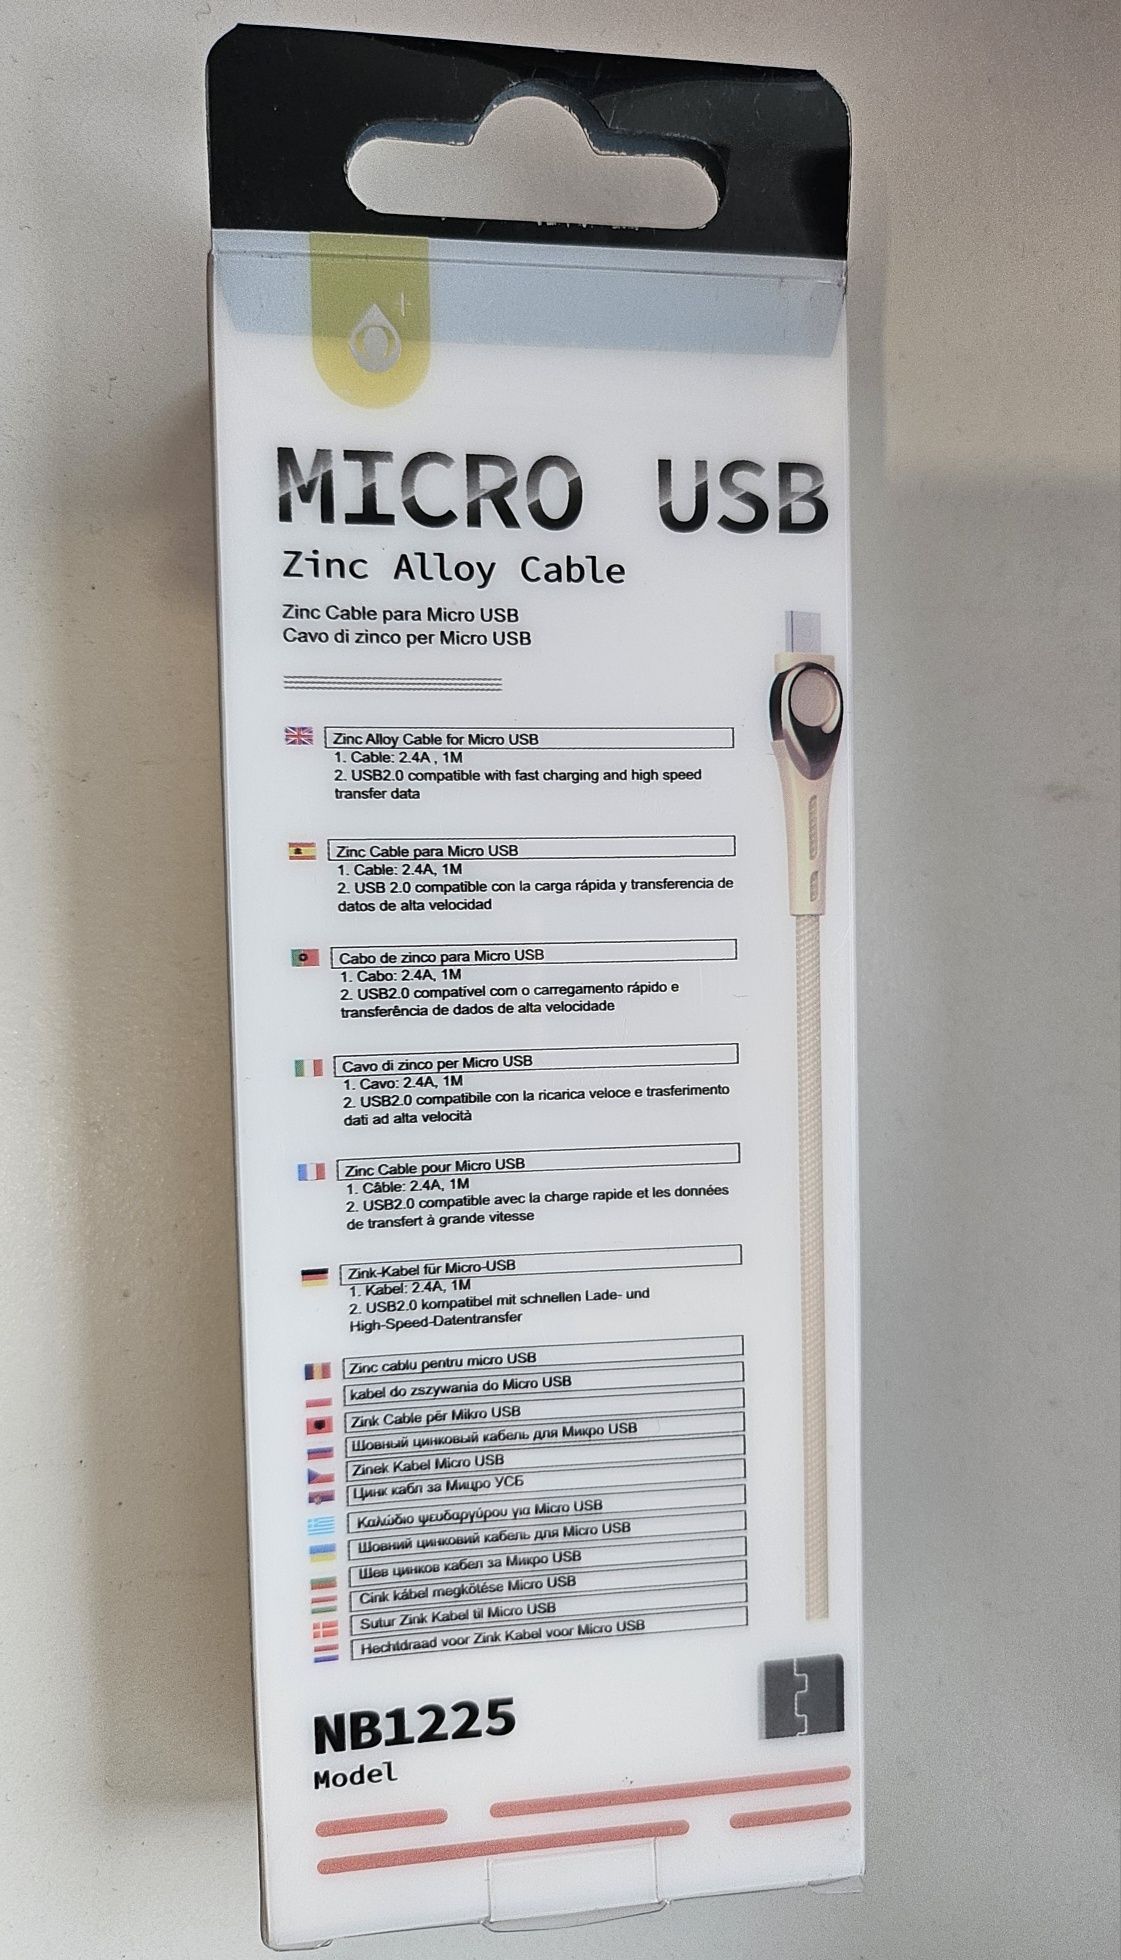 MICRO USB
Zinc Alloy Cable
Zinc Cable para Micro USB
Cavo di zinco per Micro USB
Zinc Alloy Cable for Micro USB
1. Cable: 2.4A , 1M
2. USB2.0 compatible with fast charging and high speed
transfer data
Zinc Cable para Micro USB
1. Cable: 2.4A, 1M
2. USB 2.0 compatible con la carga rápida y transferencia de
datos de alta velocidad
Cabo de zinco para Micro USB
1. Cabo: 2.4A, 1M
2. USB2.0 compatível com o carregamento rápido e
transferência de dados de alta velocidade
Cavo di zinco per Micro USB
1. Cavo: 2.4A, 1M
2. USB2.0 compatibile con la ricarica veloce e trasferimento
dati ad alta velocità
Zinc Cable pour Micro USB
1. Câble: 2.4A, 1M
2. USB2.0 compatible avec la charge rapide et les données
de transfert à grande vitesse
Zink-Kabel für Micro-USB
1. Kabel: 2.4A, 1M
2. USB2.0 kompatibel mit schnellen Lade- und
High-Speed-Datentransfer
Zinc cablu pentru micro USB
kabel do zszywania do Micro USB
Zink Cable për Mikro USB
Шовный цинковый кабель для Микро USB
Zinek Kabel Micro USB
Цинк кабл за Мицро УСБ
Καλώδιο ψευδαργύρου για Micro USB
Шовний цинковий кабель для Micro USB
Шев цинков кабел за Микро USB
Cink kábel megkötése Micro USB
Sutur Zink Kabel til Micro USB
Hechtdraad voor Zink Kabel voor Micro USB
NB1225
Model